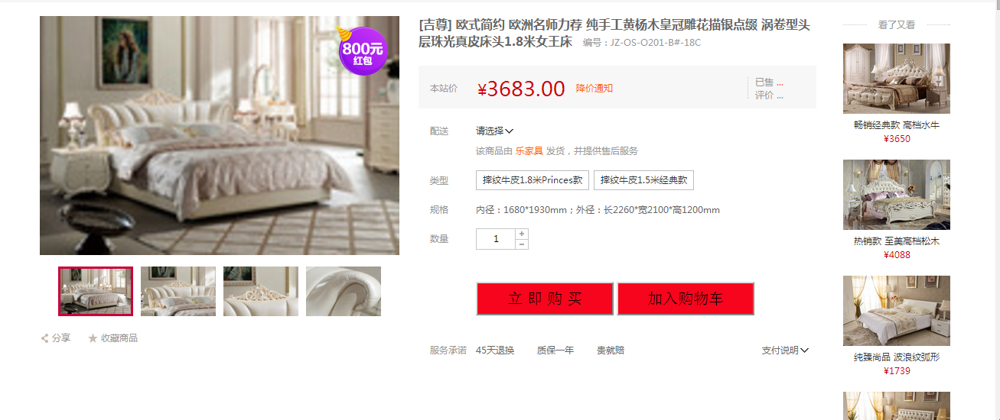 800元
红包
[吉尊] 欧式简约 欧洲名师力荐 纯手工黄杨木皇冠雕花描银点缀 涡卷型头
层珠光真皮床头1.8米女王床 编号：JZ-OS-O201-B#-18C
本站价 ¥3683.00 降价通知
已售 ...
评价 ...
配送 请选择
该商品由 乐家具 发货，并提供售后服务
类型 摔纹牛皮1.8米Princes款 摔纹牛皮1.5米经典款
规格 内径：1680*1930mm；外径：长2260*宽2100*高1200mm
数量 1 + −
立即购买 加入购物车
分享 收藏商品
服务承诺 45天退换 质保一年 贵就赔 支付说明
看了又看
畅销经典款 高档水牛
¥3650
热销款 至美高档松木
¥4088
纯臻尚品 波浪纹弧形
¥1739